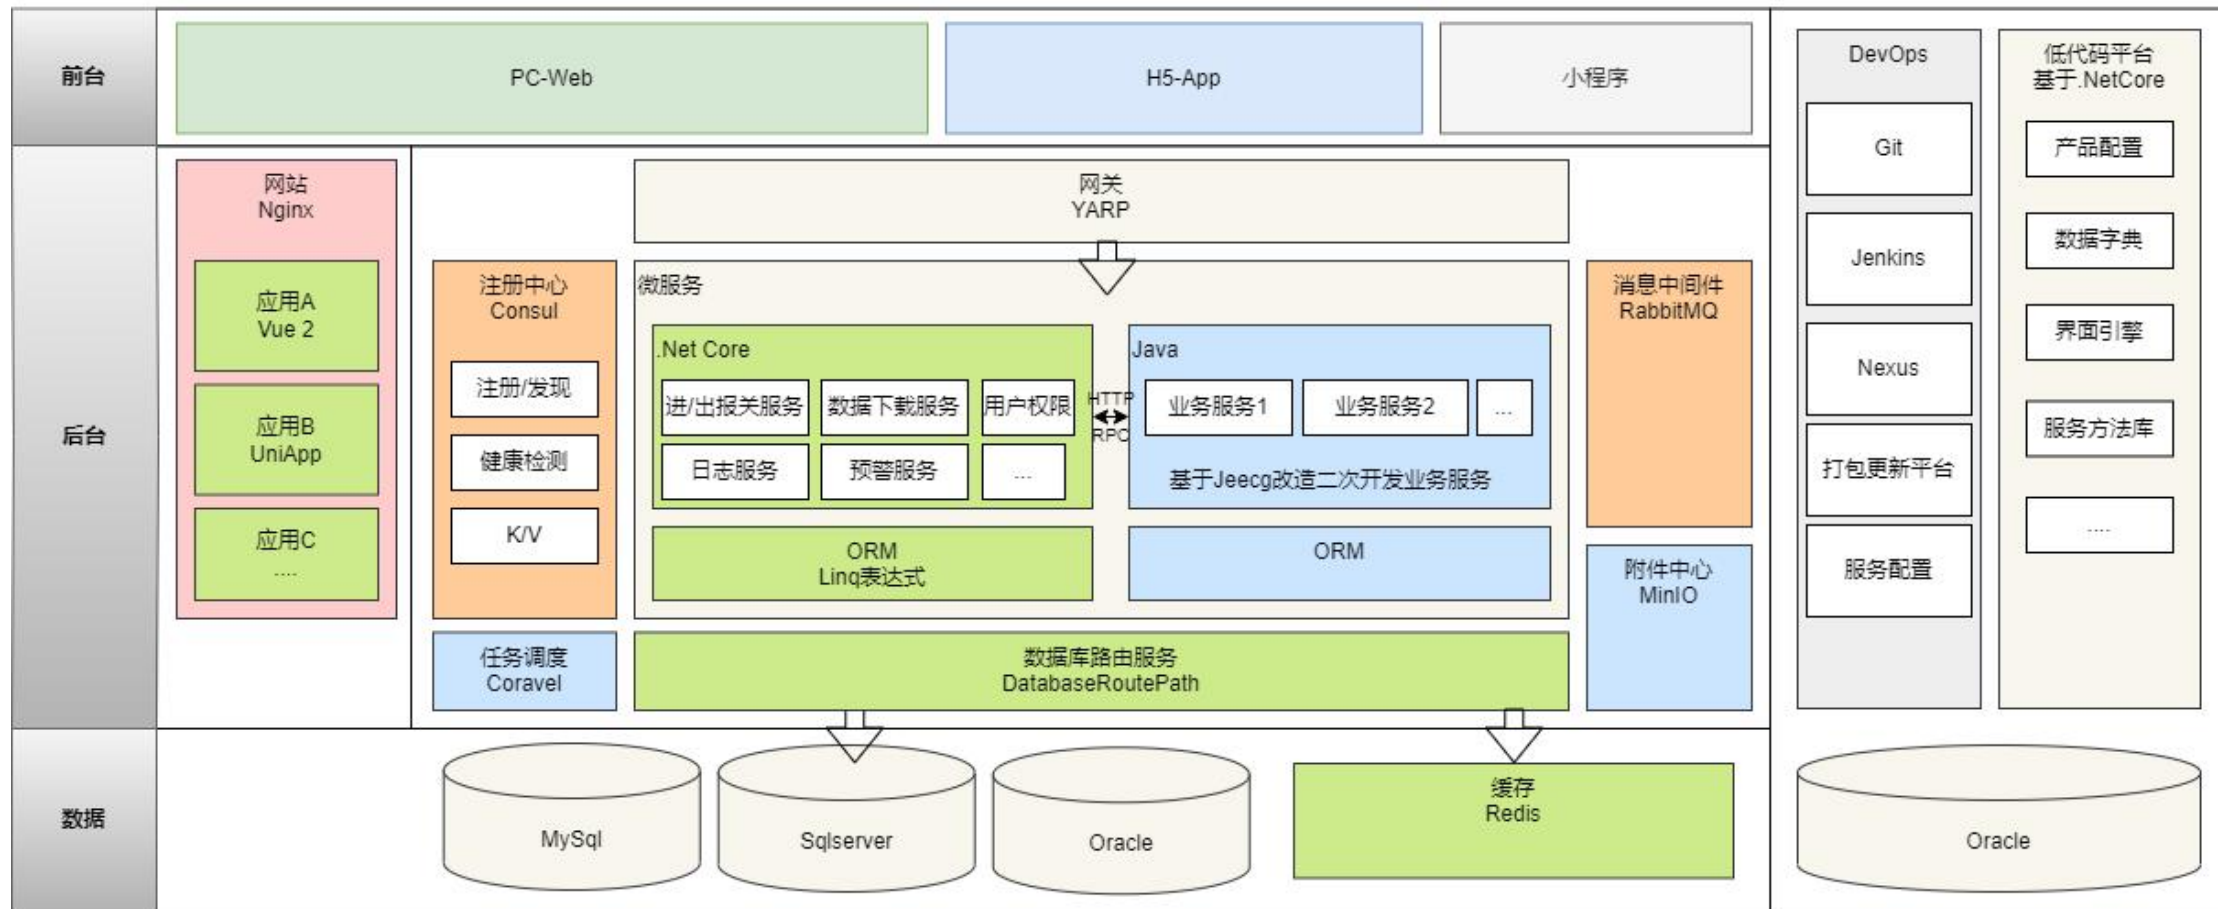 前台
PC-Web
H5-App
小程序
后台
网站
Nginx
应用A
Vue 2
应用B
UniApp
应用C
....
注册中心
Consul
注册/发现
健康检测
K/V
任务调度
Coravel
网关
YARP
微服务
.Net Core
进/出报关服务
数据下载服务
用户权限
日志服务
预警服务
...
HTTP
RPC
Java
业务服务1
业务服务2
...
基于Jeecg改造二次开发业务服务
ORM
Linq表达式
ORM
数据库路由服务
DatabaseRoutePath
消息中间件
RabbitMQ
附件中心
MinIO
数据
MySql
Sqlserver
Oracle
缓存
Redis
DevOps
Git
Jenkins
Nexus
打包更新平台
服务配置
低代码平台
基于.NetCore
产品配置
数据字典
界面引擎
服务方法库
....
Oracle